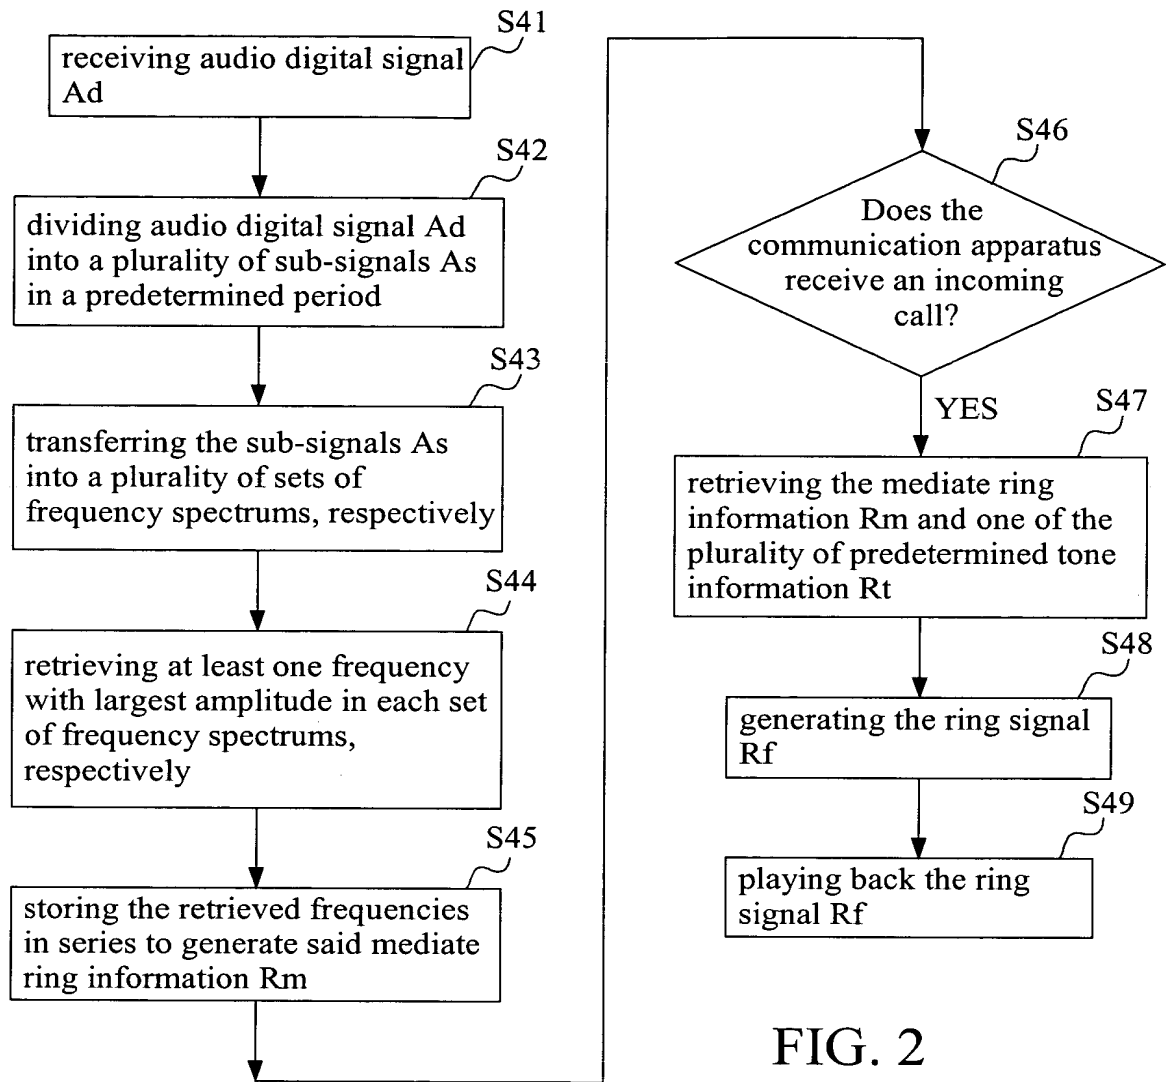 S41
receiving audio digital signal
Ad
S42
dividing audio digital signal Ad
into a plurality of sub-signals As
in a predetermined period
S43
transferring the sub-signals As
into a plurality of sets of
frequency spectrums, respectively
S44
retrieving at least one frequency
with largest amplitude in each set
of frequency spectrums,
respectively
S45
storing the retrieved frequencies
in series to generate said mediate
ring information Rm
S46
Does the
communication apparatus
receive an incoming
call?
YES
S47
retrieving the mediate ring
information Rm and one of the
plurality of predetermined tone
information Rt
S48
generating the ring signal
Rf
S49
playing back the ring
signal Rf
FIG. 2